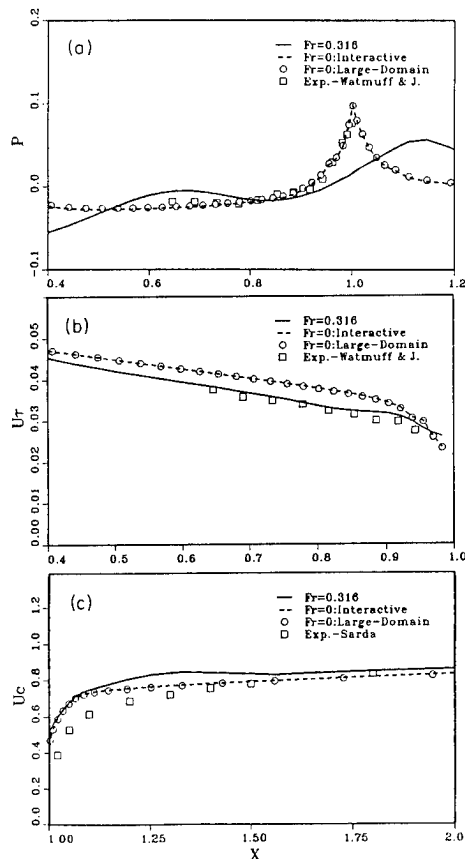 (a)
Fr=0.316
Fr=0:Interactive
Fr=0:Large-Domain
Exp.-Watmuff & J.
0.2
0.1
0.0
-0.1
P
0.4 0.6 0.8 1.0 1.2
(b)
Fr=0.316
Fr=0:Interactive
Fr=0:Large-Domain
Exp.-Watmuff & J.
0.05
0.04
0.03
0.02
0.01
0.00
Uτ
0.4 0.5 0.6 0.7 0.8 0.9 1.0
(c)
Fr=0.316
Fr=0:Interactive
Fr=0:Large-Domain
Exp.-Sarda
1.2
1.0
0.8
0.6
0.4
0.2
0.0
Uc
1.00 1.25 1.50 1.75 2.0
X